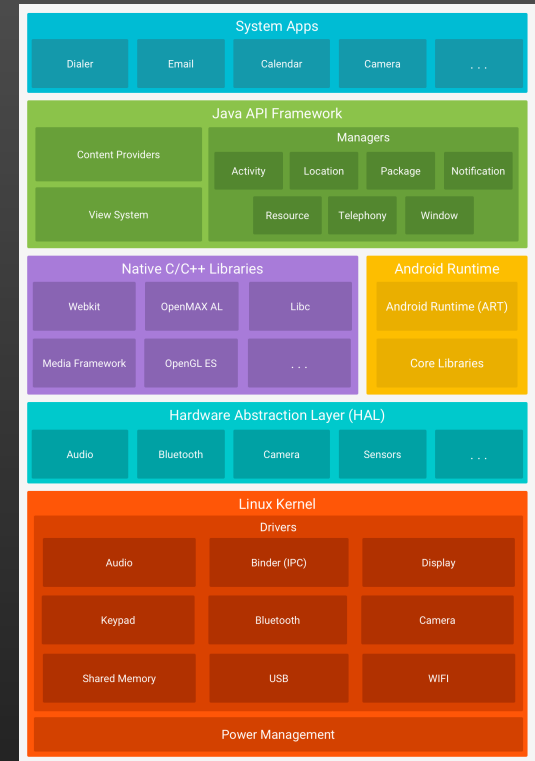 System Apps
Dialer
Email
Calendar
Camera
. . .
Java API Framework
Content Providers
View System
Managers
Activity
Location
Package
Notification
Resource
Telephony
Window
Native C/C++ Libraries
Webkit
OpenMAX AL
Libc
Media Framework
OpenGL ES
. . .
Android Runtime
Android Runtime (ART)
Core Libraries
Hardware Abstraction Layer (HAL)
Audio
Bluetooth
Camera
Sensors
. . .
Linux Kernel
Drivers
Audio
Binder (IPC)
Display
Keypad
Bluetooth
Camera
Shared Memory
USB
WIFI
Power Management